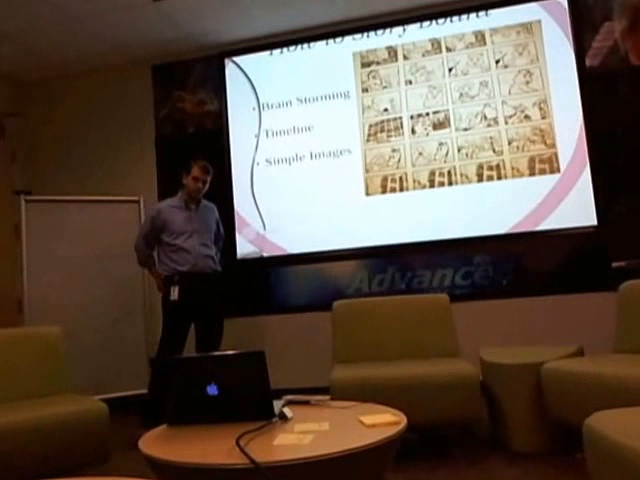 How to Story Board
Brain Storming
Timeline
Simple Images
Advance